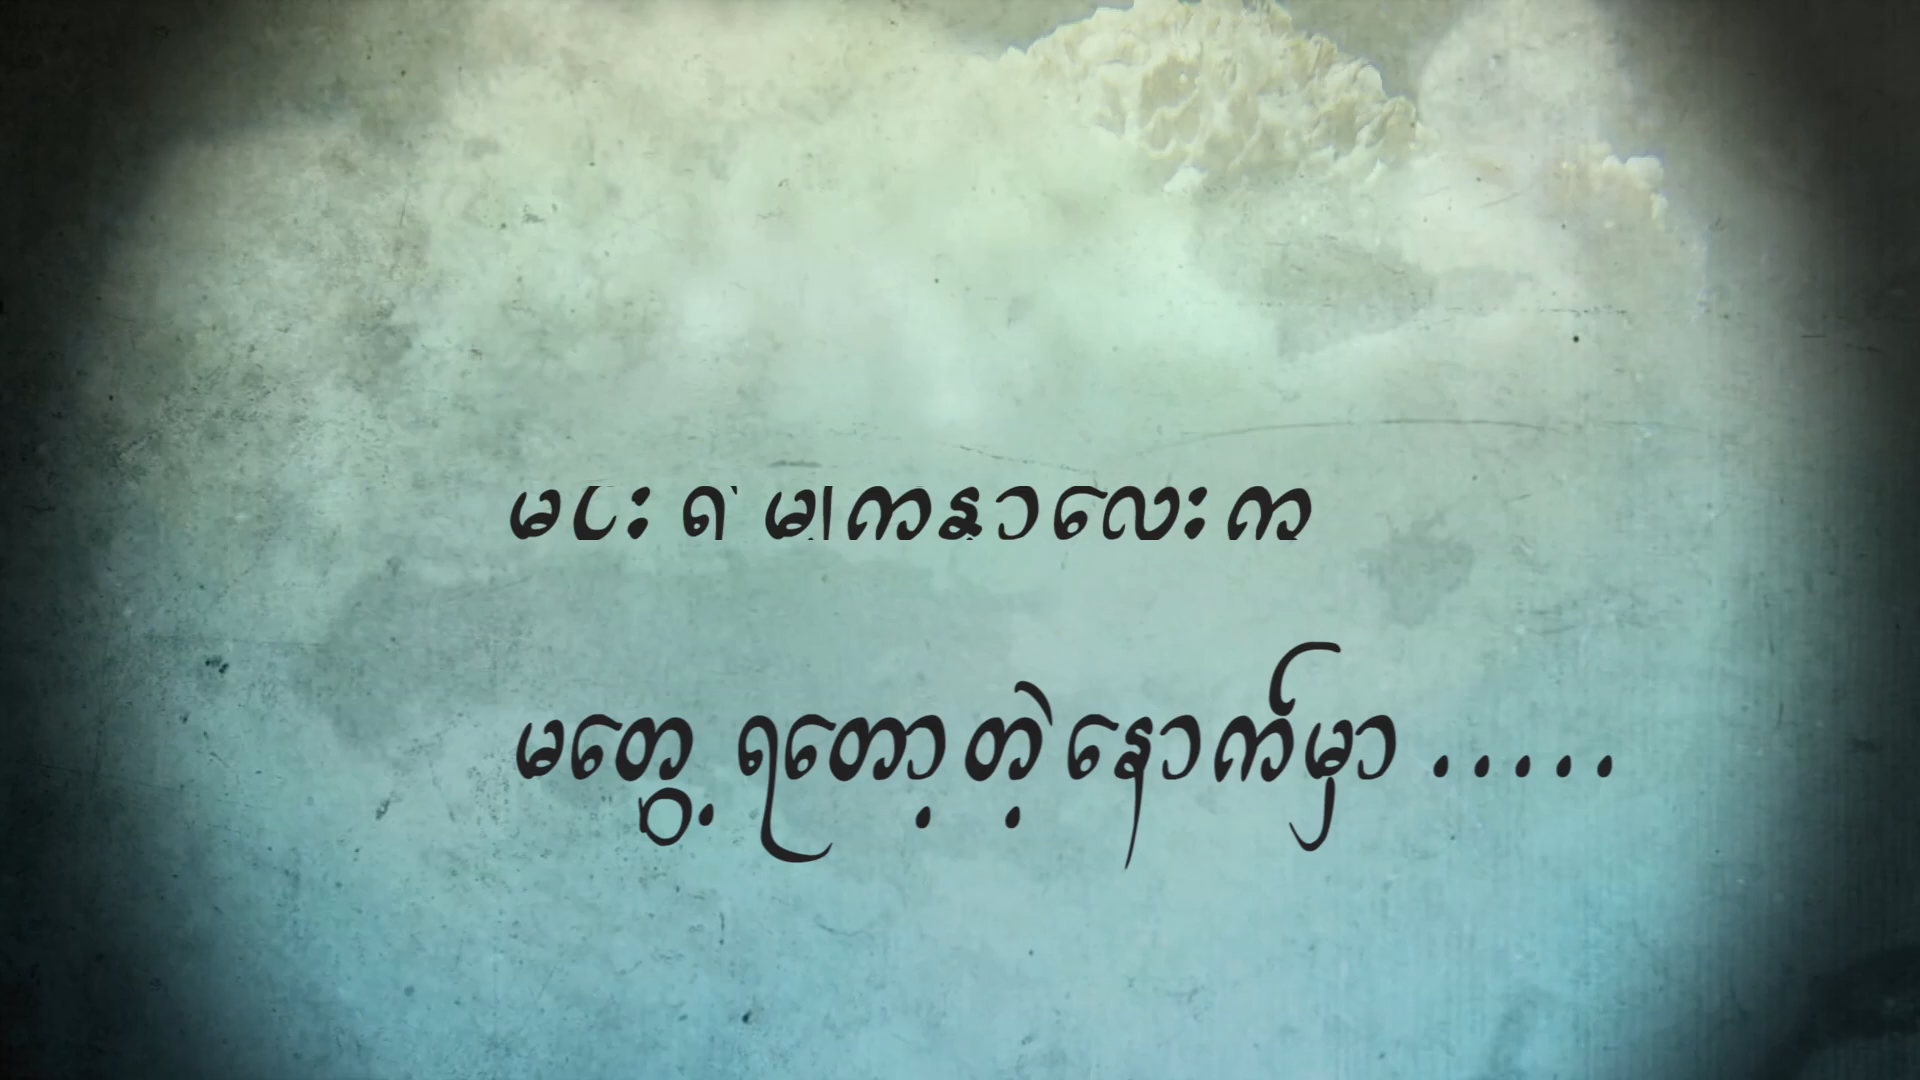 မင်းရဲ့ မျက်နှာလေးကို
မတွေ့ ရတော့တဲ့နောက်မှာ .....